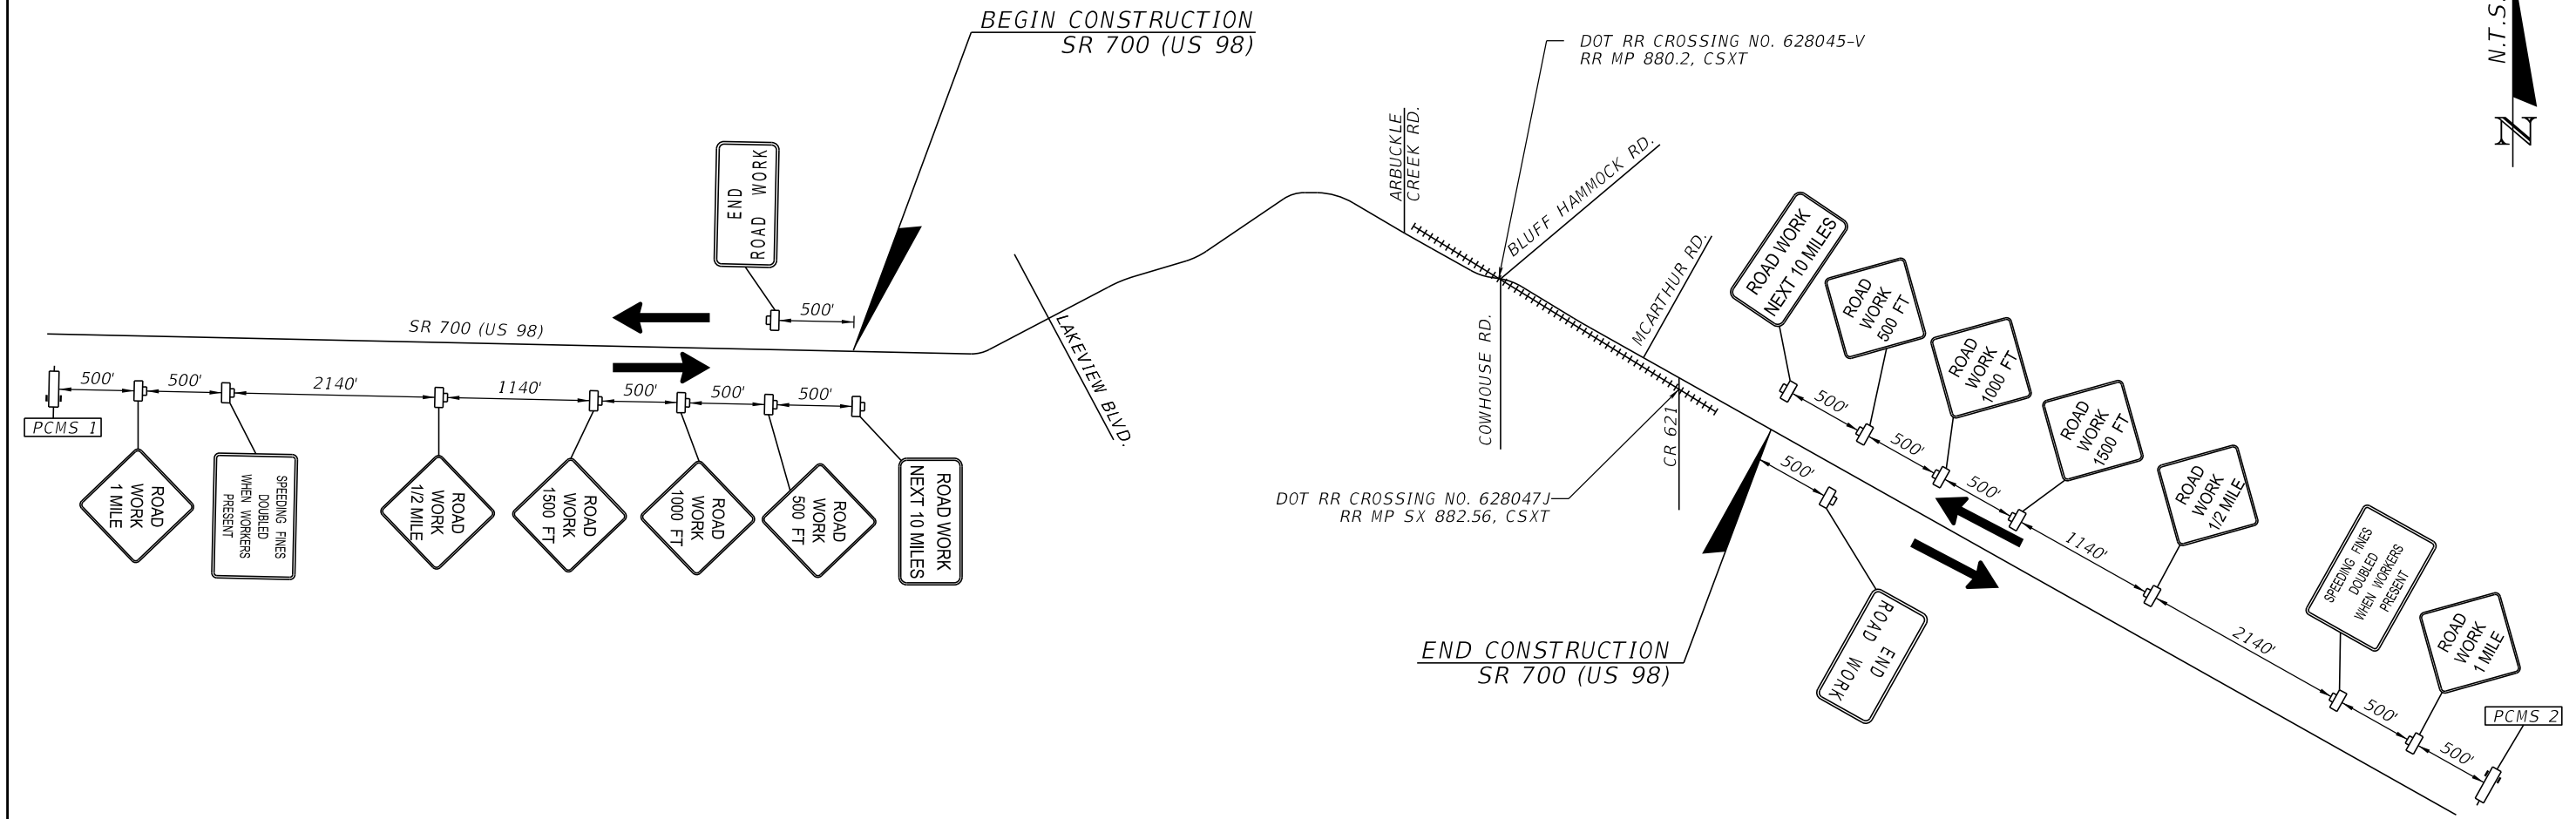 BEGIN CONSTRUCTION
SR 700 (US 98)
DOT RR CROSSING NO. 628045-V
RR MP 880.2, CSXT
N.T.S.
N
END
ROAD WORK
500'
SR 700 (US 98)
LAKEVIEW BLVD.
ARBUCKLE
CREEK RD.
BLUFF HAMMOCK RD.
COWHOUSE RD.
MCARTHUR RD.
CR 621
DOT RR CROSSING NO. 628047J
RR MP SX 882.56, CSXT
500'
500'
2140'
1140'
500'
500'
500'
PCMS 1
ROAD
WORK
1 MILE
SPEEDING FINES
DOUBLED
WHEN WORKERS
PRESENT
ROAD
WORK
1/2 MILE
ROAD
WORK
1500 FT
ROAD
WORK
1000 FT
ROAD
WORK
500 FT
ROAD WORK
NEXT 10 MILES
ROAD WORK
NEXT 10 MILES
ROAD
WORK
500 FT
ROAD
WORK
1000 FT
ROAD
WORK
1500 FT
ROAD
WORK
1/2 MILE
SPEEDING FINES
DOUBLED
WHEN WORKERS
PRESENT
ROAD
WORK
1 MILE
500'
500'
500'
1140'
2140'
500'
500'
PCMS 2
500'
END
ROAD WORK
END CONSTRUCTION
SR 700 (US 98)